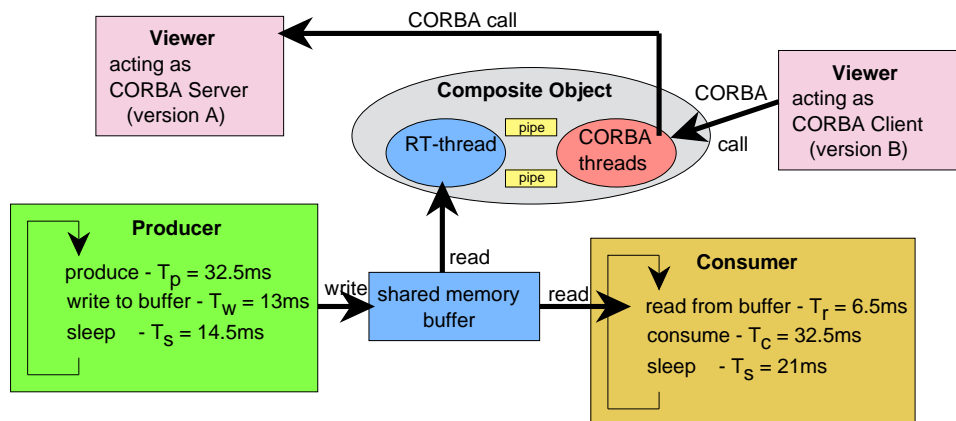 CORBA call
Viewer
acting as
CORBA Server
(version A)
Composite Object
RT-thread
pipe
pipe
CORBA
threads
CORBA
call
Viewer
acting as
CORBA Client
(version B)
Producer
produce - Tp = 32.5ms
write to buffer - Tw = 13ms
sleep - Ts = 14.5ms
write
read
shared memory
buffer
read
Consumer
read from buffer - Tr = 6.5ms
consume - Tc = 32.5ms
sleep - Ts = 21ms